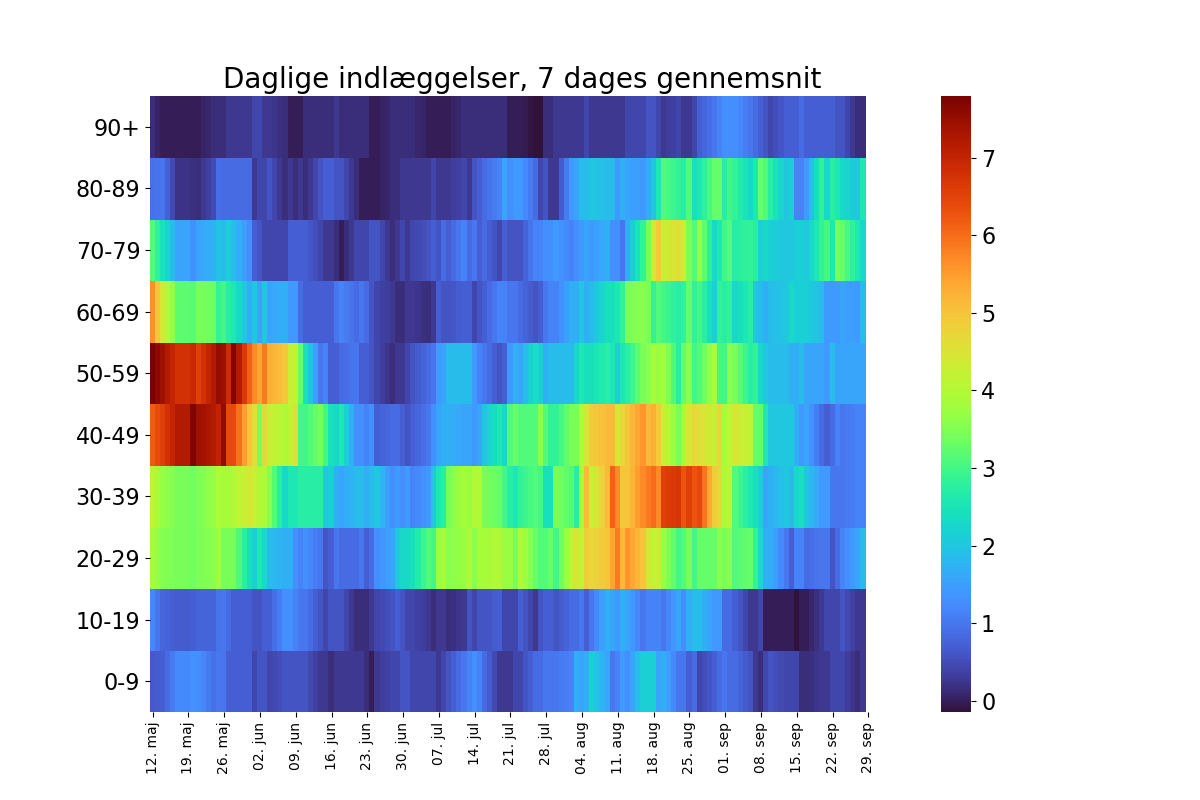 Daglige indlæggelser, 7 dages gennemsnit
90+
80-89
70-79
60-69
50-59
40-49
30-39
20-29
10-19
0-9
7
6
5
4
3
2
1
0
12. maj
19. maj
26. maj
02. jun
09. jun
16. jun
23. jun
30. jun
07. jul
14. jul
21. jul
28. jul
04. aug
11. aug
18. aug
25. aug
01. sep
08. sep
15. sep
22. sep
29. sep